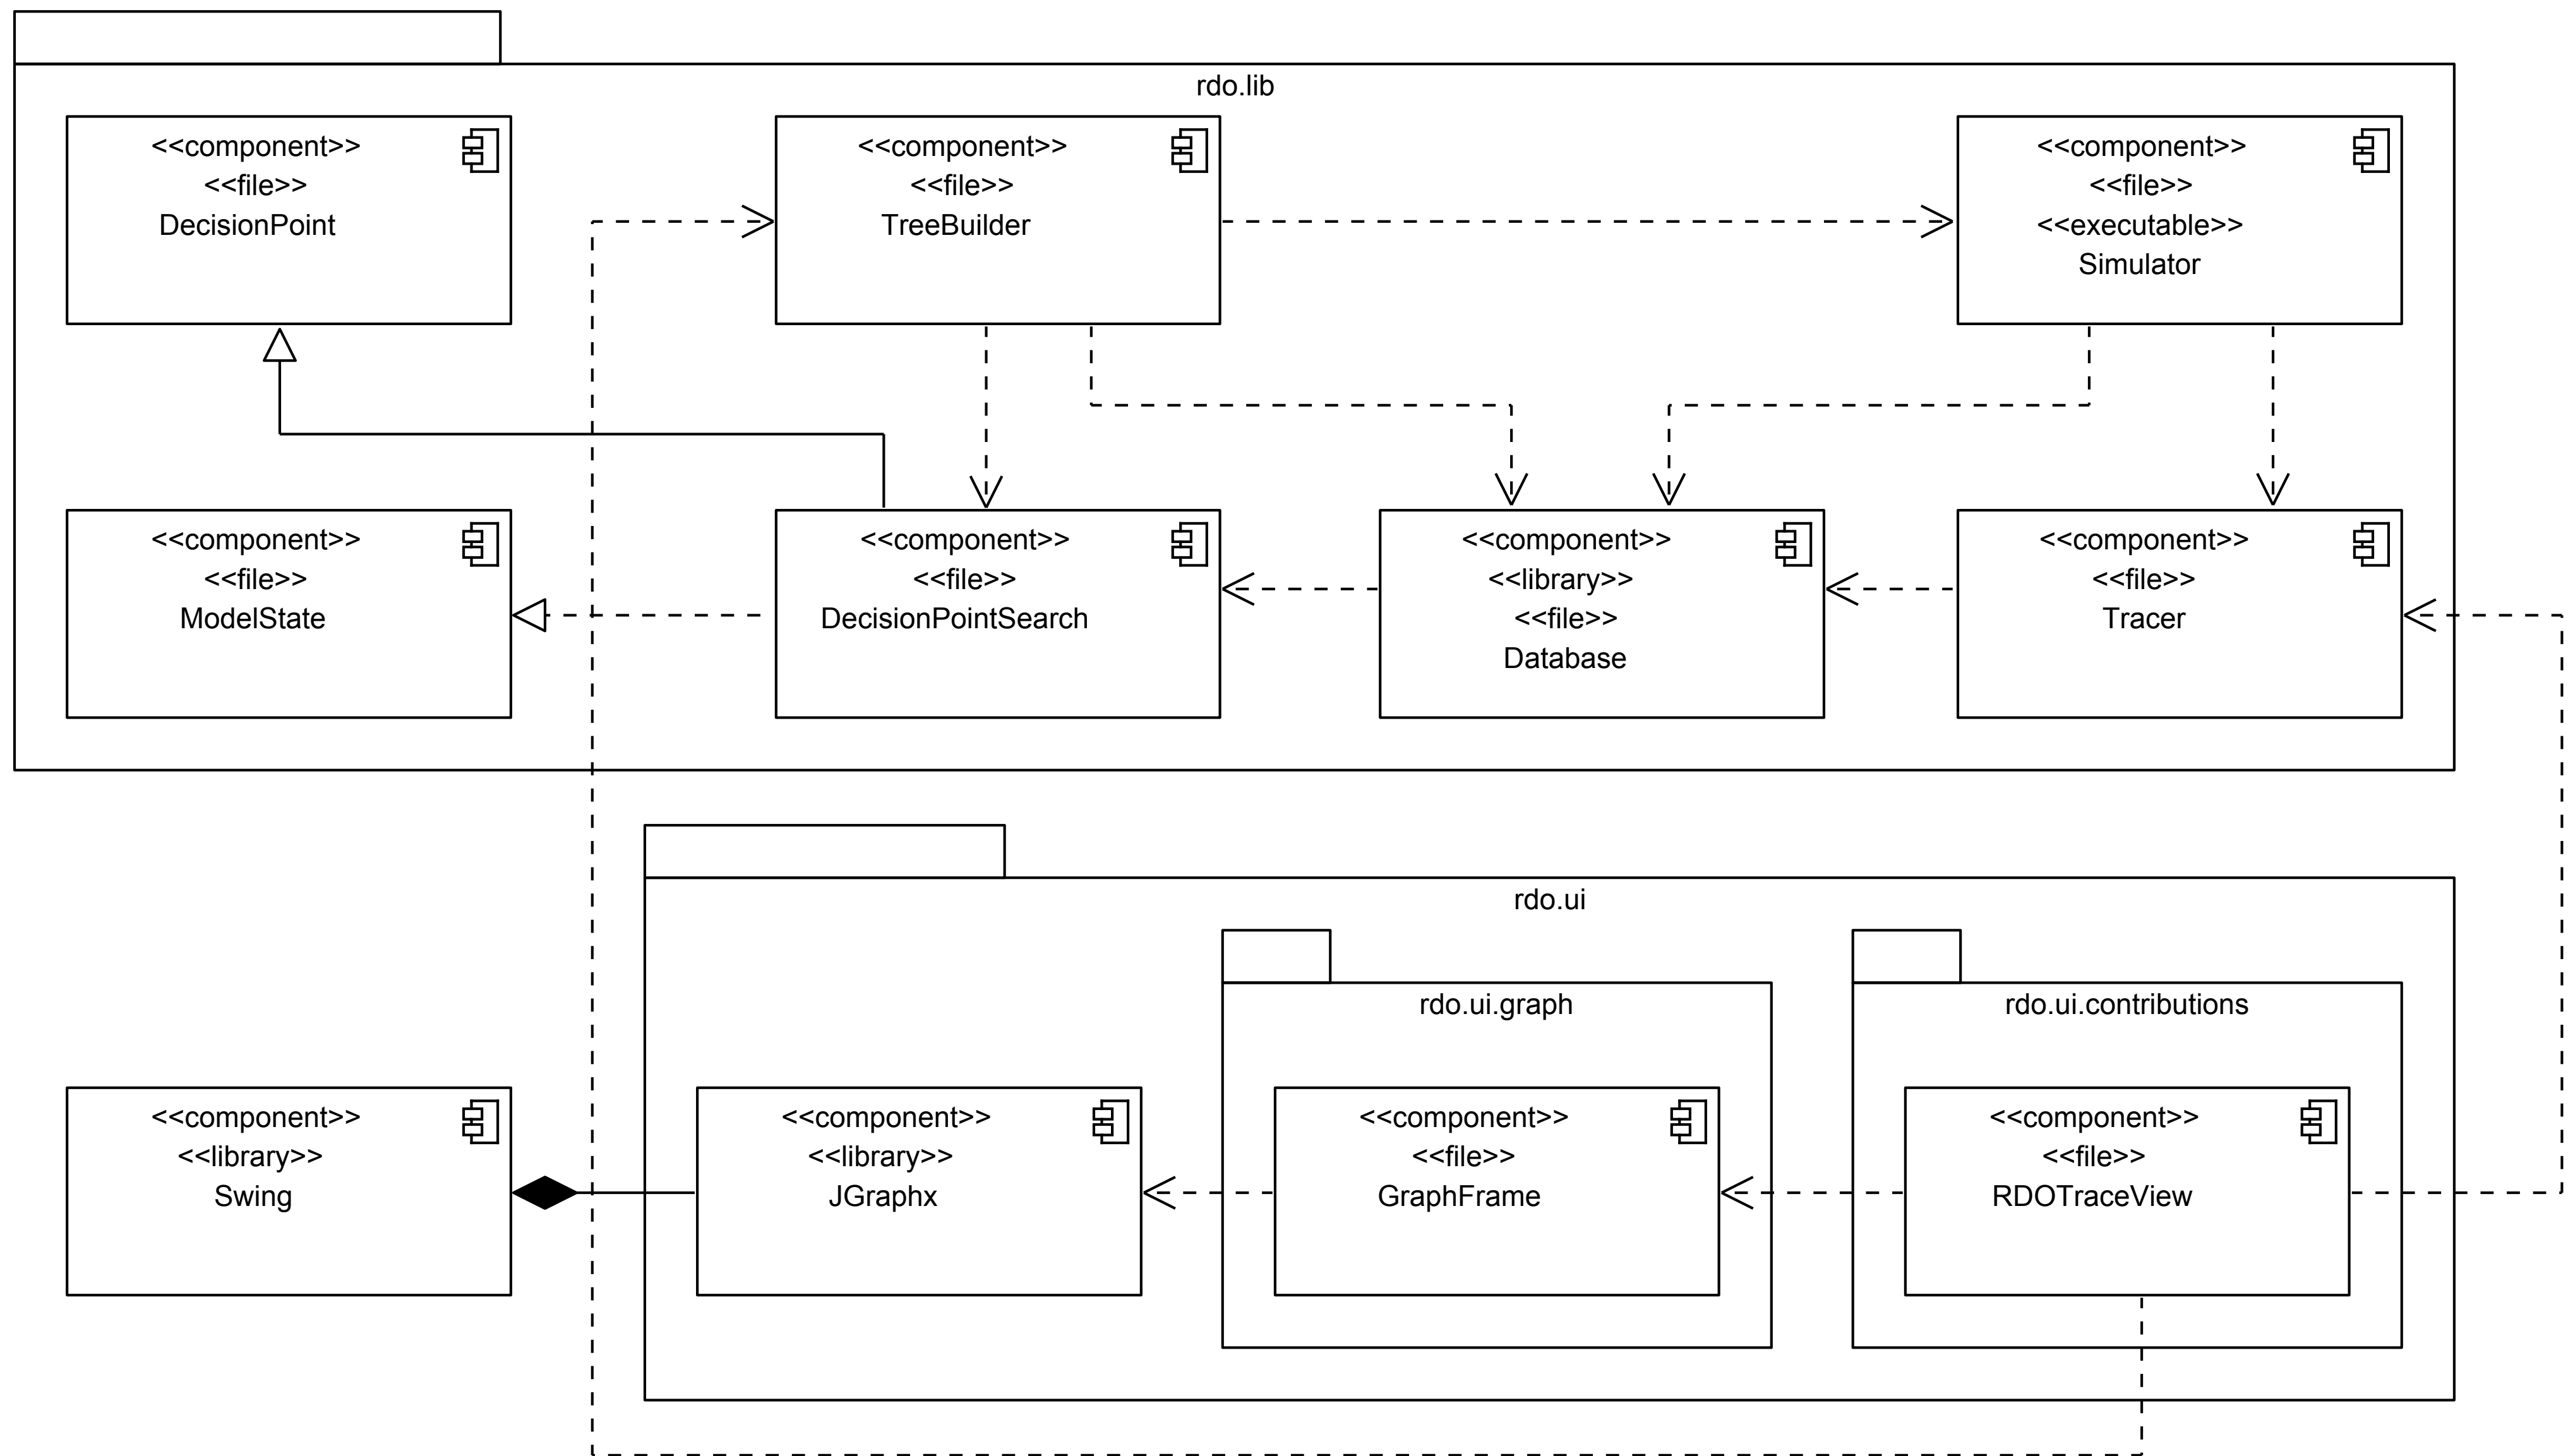 rdo.lib
<<component>>
<<file>>
DecisionPoint
<<component>>
<<file>>
TreeBuilder
<<component>>
<<file>>
<<executable>>
Simulator
<<component>>
<<file>>
ModelState
<<component>>
<<file>>
DecisionPointSearch
<<component>>
<<library>>
<<file>>
Database
<<component>>
<<file>>
Tracer
rdo.ui
rdo.ui.graph
rdo.ui.contributions
<<component>>
<<library>>
Swing
<<component>>
<<library>>
JGraphx
<<component>>
<<file>>
GraphFrame
<<component>>
<<file>>
RDOTraceView